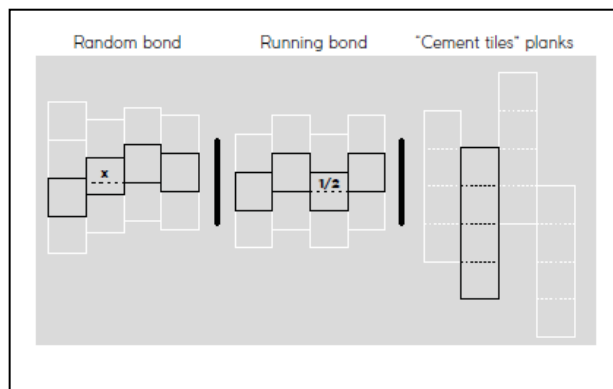 Random bond
Running bond
"Cement tiles" planks
x
1/2